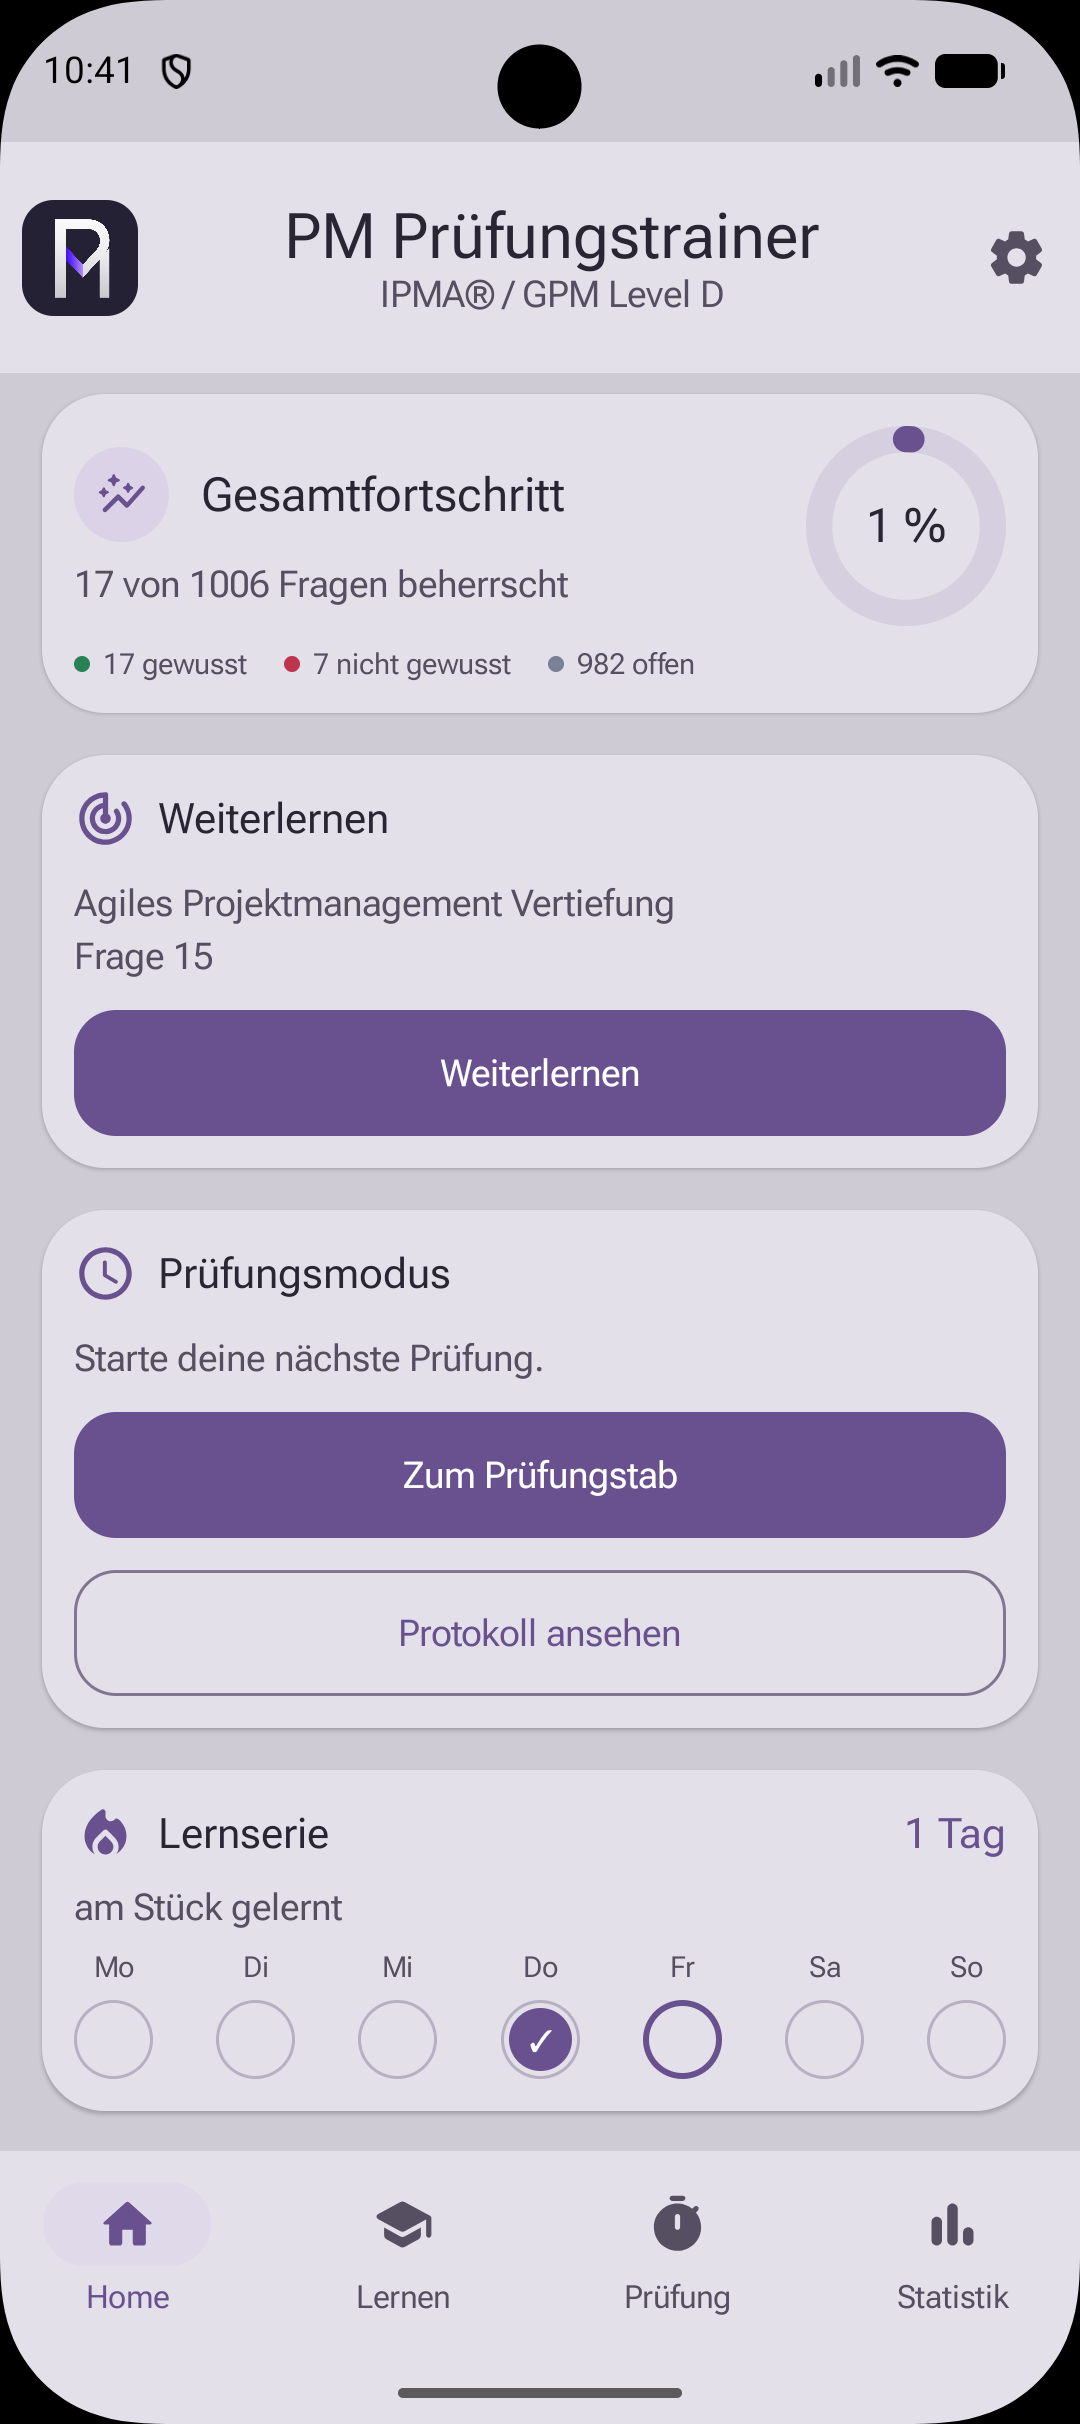 10:41
PM Prüfungstrainer
IPMA® / GPM Level D
Gesamtfortschritt
1 %
17 von 1006 Fragen beherrscht
17 gewusst 7 nicht gewusst 982 offen
Weiterlernen
Agiles Projektmanagement Vertiefung
Frage 15
Weiterlernen
Prüfungsmodus
Starte deine nächste Prüfung.
Zum Prüfungstab
Protokoll ansehen
Lernserie 1 Tag
am Stück gelernt
Mo Di Mi Do Fr Sa So
Home Lernen Prüfung Statistik